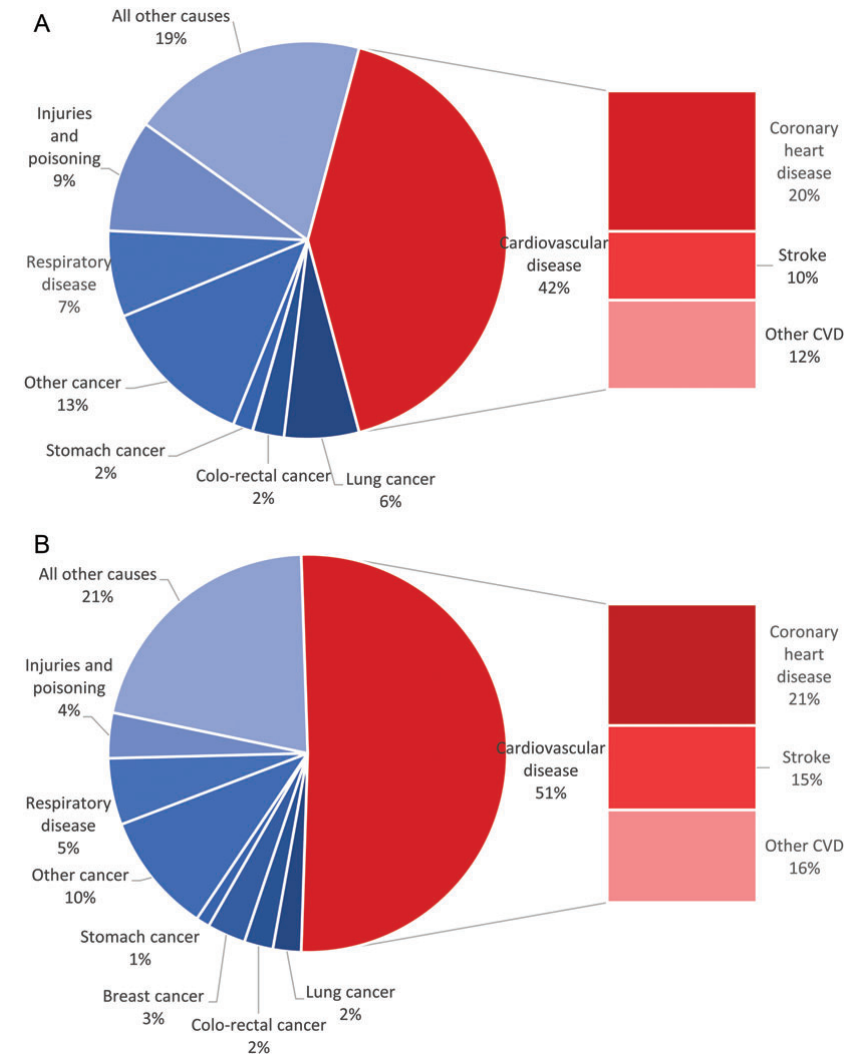 A
All other causes
19%
Injuries
and
poisoning
9%
Respiratory
disease
7%
Other cancer
13%
Stomach cancer
2%
Colo-rectal cancer
2%
Lung cancer
6%
Cardiovascular
disease
42%
Coronary
heart
disease
20%
Stroke
10%
Other CVD
12%
B
All other causes
21%
Injuries and
poisoning
4%
Respiratory
disease
5%
Other cancer
10%
Stomach cancer
1%
Breast cancer
3%
Colo-rectal cancer
2%
Lung cancer
2%
Cardiovascular
disease
51%
Coronary
heart
disease
21%
Stroke
15%
Other CVD
16%